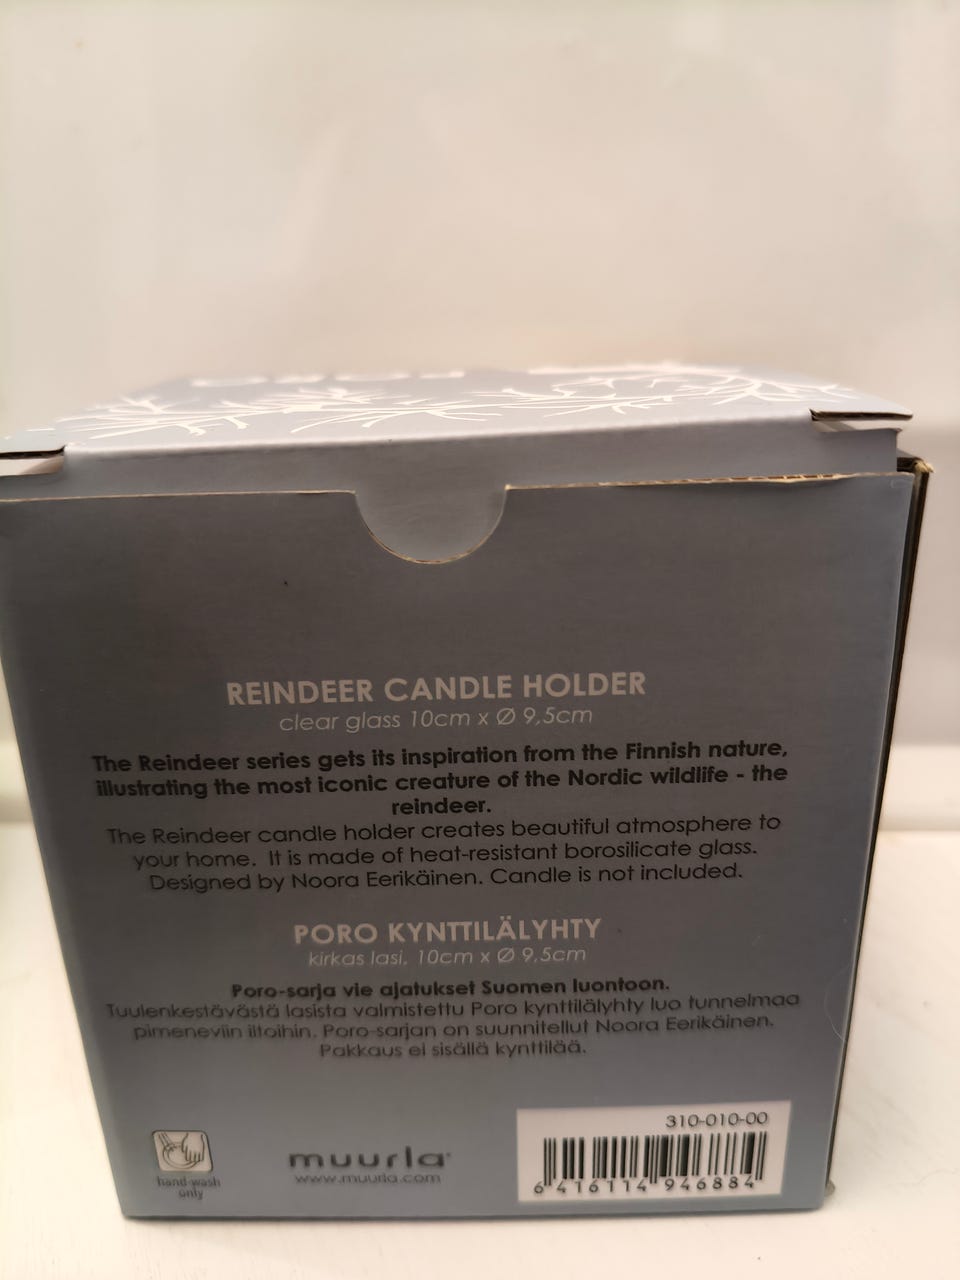 REINDEER CANDLE HOLDER
clear glass 10cm x Ø 9,5cm
The Reindeer series gets its inspiration from the Finnish nature,
illustrating the most iconic creature of the Nordic wildlife - the
reindeer.
The Reindeer candle holder creates beautiful atmosphere to
your home. It is made of heat-resistant borosilicate glass.
Designed by Noora Eerikäinen. Candle is not included.
PORO KYNTTILÄLYHTY
kirkas lasi, 10cm x Ø 9,5cm
Poro-sarja vie ajatukset Suomen luontoon.
Tuulenkestävästä lasista valmistettu Poro kynttilälyhty luo tunnelmaa
pimeneviin iltoihin. Poro-sarjan on suunnitellut Noora Eerikäinen.
Pakkaus ei sisällä kynttilää.
310-010-00
6 416114 946884
hand-wash
only
muurla
www.muurla.com